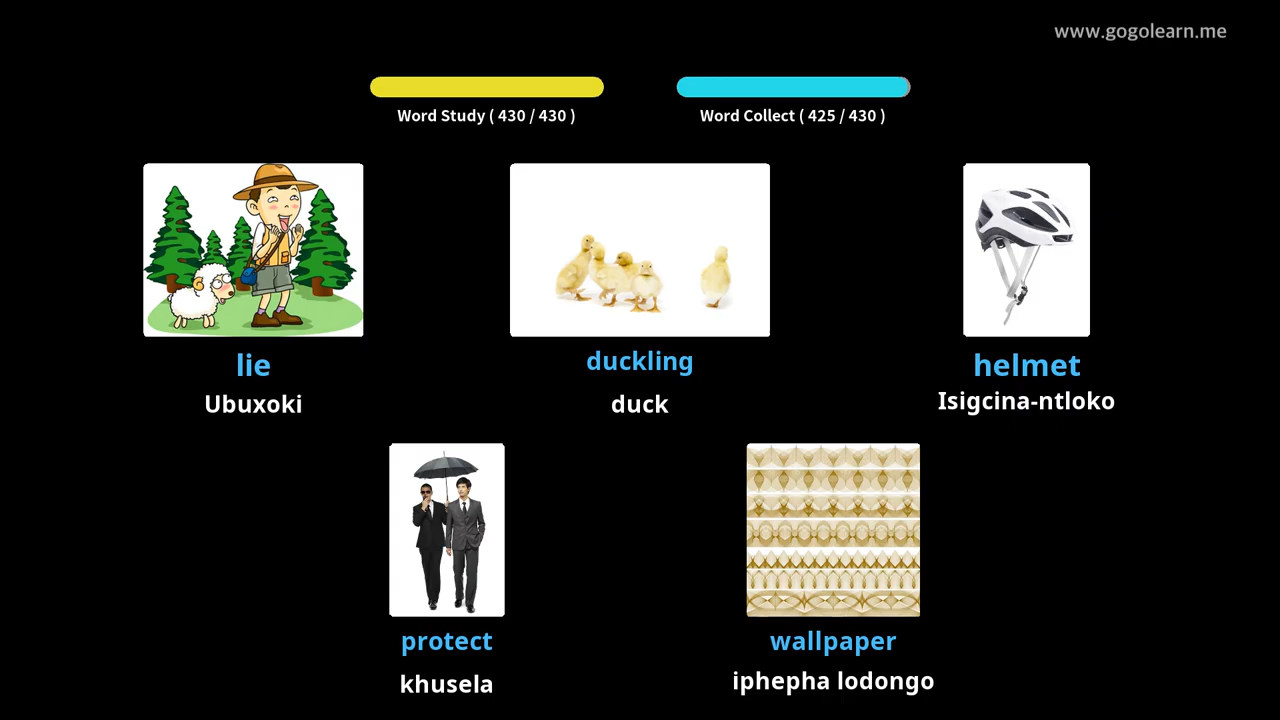 www.gogolearn.me
Word Study ( 430 / 430 )
Word Collect ( 425 / 430 )
lie
duckling
helmet
Ubuxoki
duck
Isigcina-ntloko
protect
wallpaper
khusela
iphepha lodongo